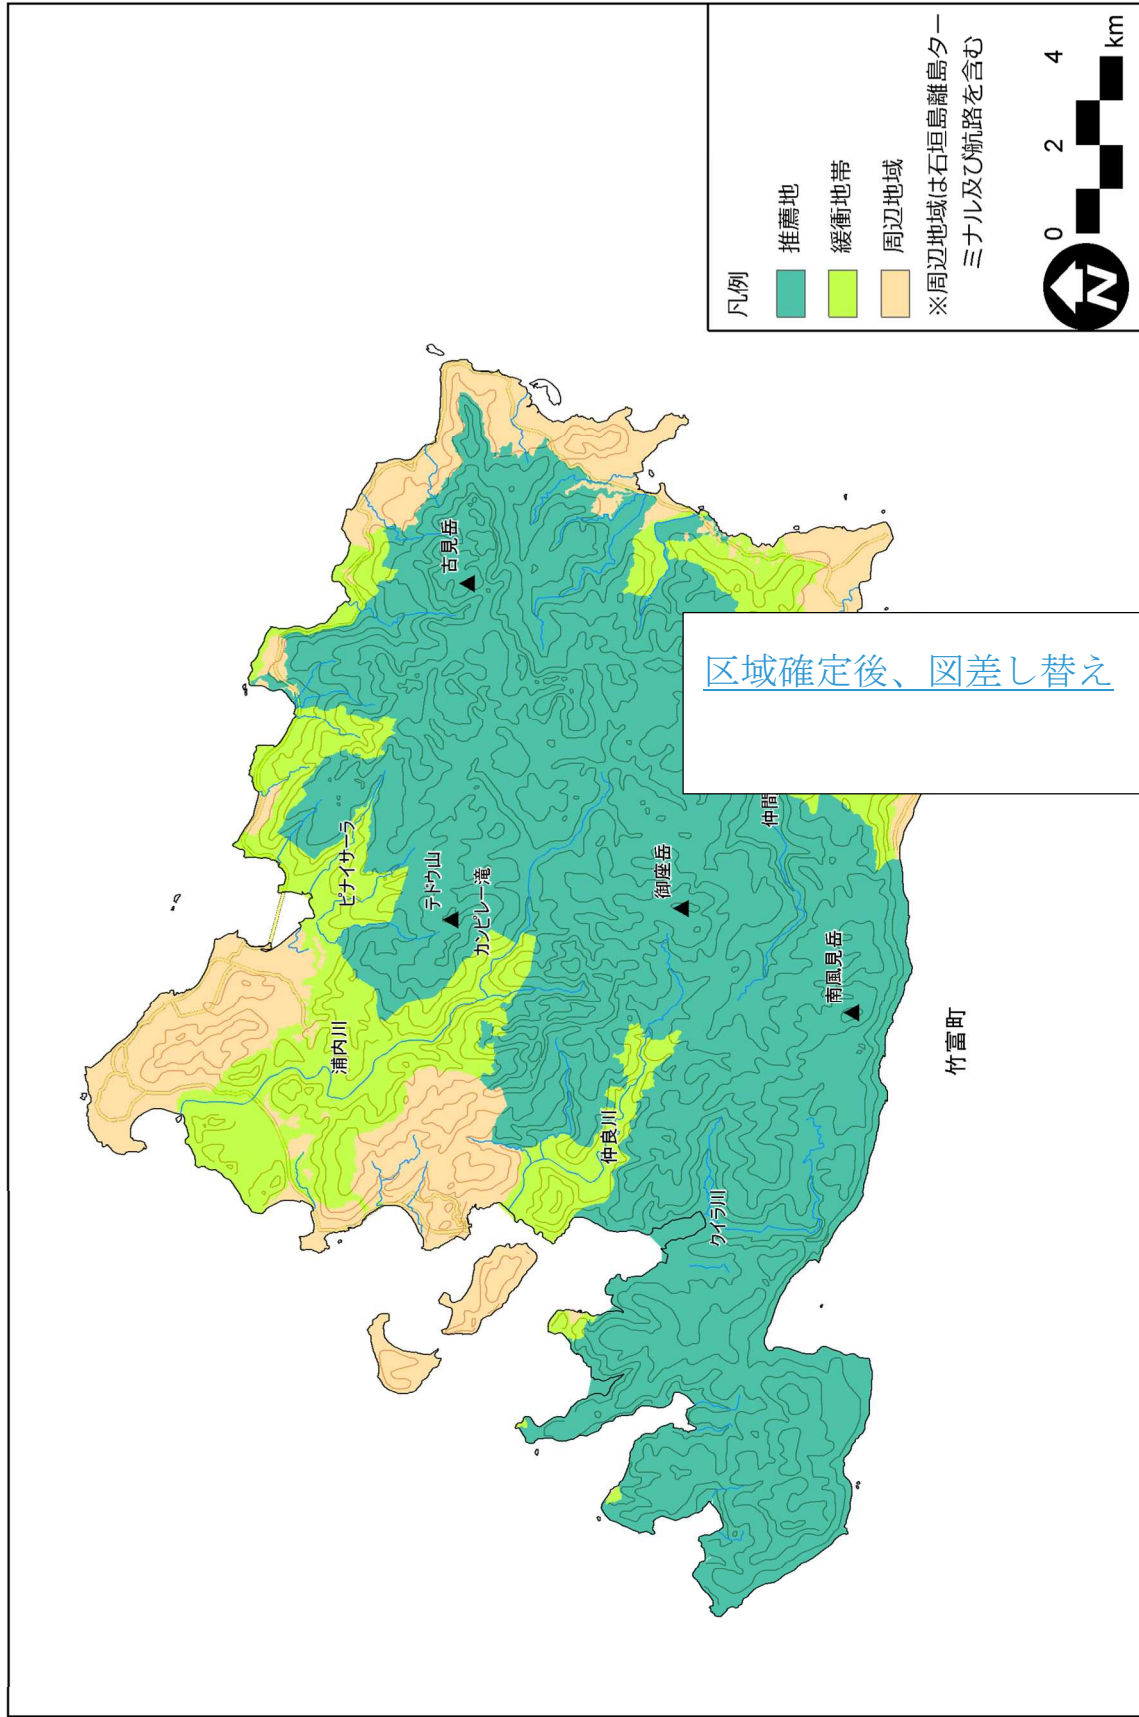 凡例
推薦地
緩衝地帯
周辺地域
※周辺地域は石垣島離島ター
ミナル及び航路を含む
0 2 4
km
N
古見岳
ピナイサーラ
テドウ山
カンピレー滝
浦内川
御座岳
仲間
仲良川
南風見岳
クイラ川
竹富町
区域確定後、図差し替え